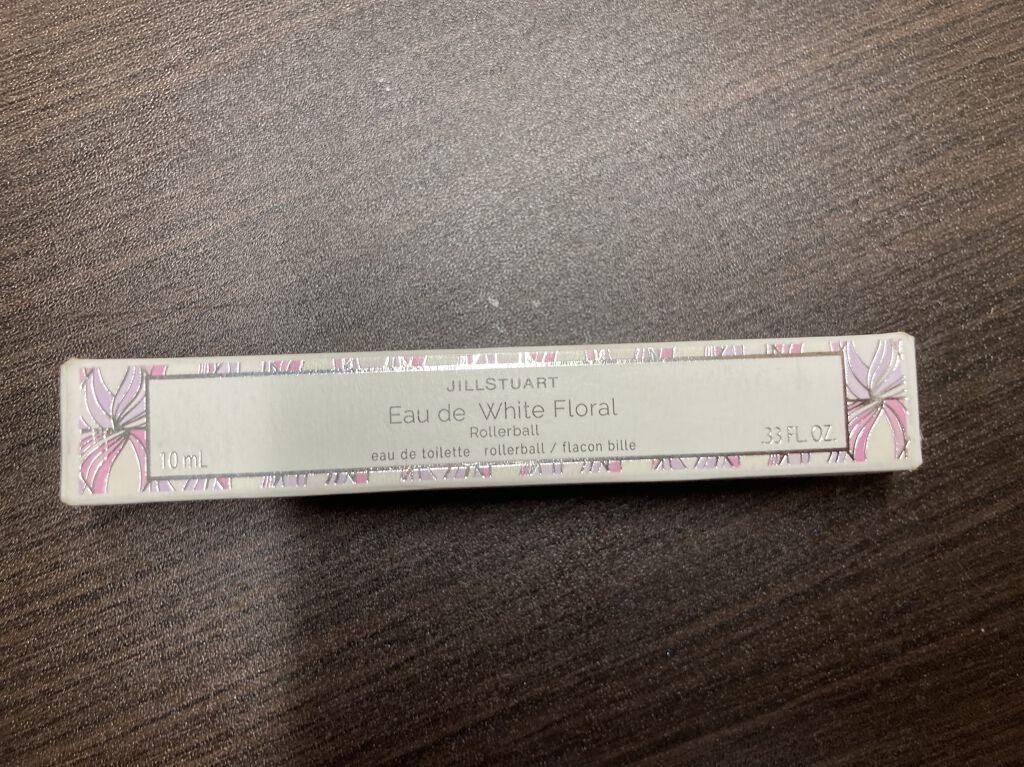 JILLSTUART
Eau de White Floral
Rollerball
eau de toilette rollerball / flacon bille
10 mL
.33 FL. OZ.